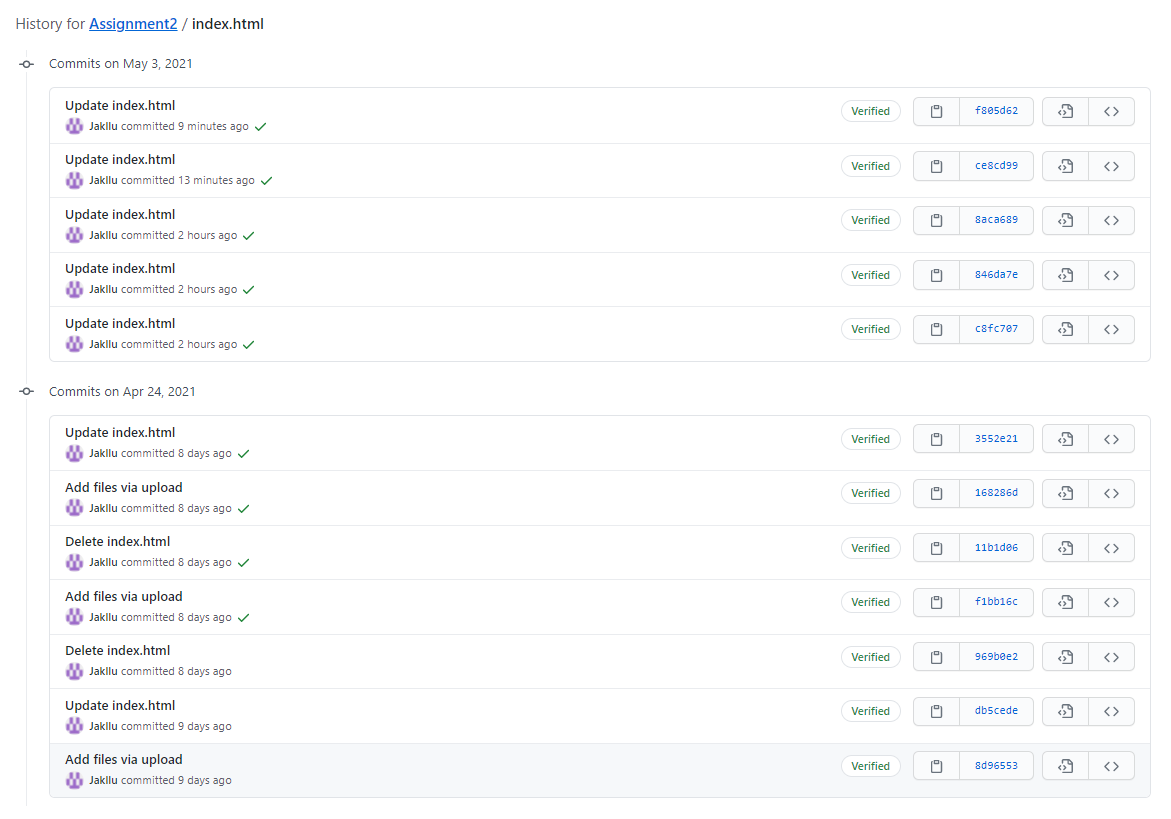 History for Assignment2 / index.html
Commits on May 3, 2021
Update index.html
Jakllu committed 9 minutes ago
Verified
f805d62
Update index.html
Jakllu committed 13 minutes ago
Verified
ce8cd99
Update index.html
Jakllu committed 2 hours ago
Verified
8aca689
Update index.html
Jakllu committed 2 hours ago
Verified
846da7e
Update index.html
Jakllu committed 2 hours ago
Verified
c8fc707
Commits on Apr 24, 2021
Update index.html
Jakllu committed 8 days ago
Verified
3552e21
Add files via upload
Jakllu committed 8 days ago
Verified
168286d
Delete index.html
Jakllu committed 8 days ago
Verified
11b1d06
Add files via upload
Jakllu committed 8 days ago
Verified
f1bb16c
Delete index.html
Jakllu committed 8 days ago
Verified
969b0e2
Update index.html
Jakllu committed 9 days ago
Verified
db5cede
Add files via upload
Jakllu committed 9 days ago
Verified
8d96553